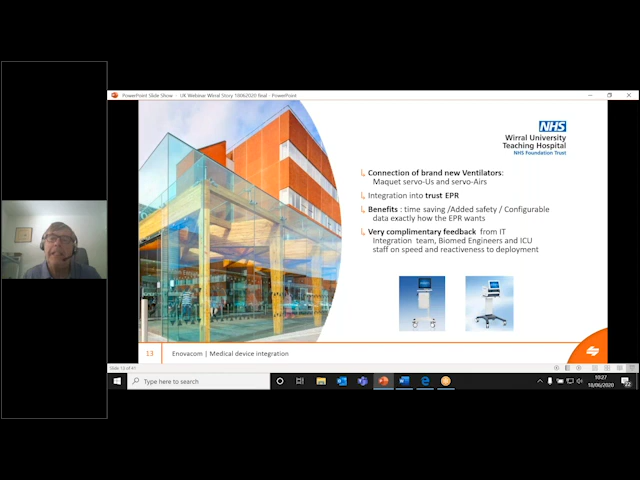 PowerPoint Slide Show - UK Webinar Wirral Story 10062020 final - PowerPoint
NHS
Wirral University
Teaching Hospital
NHS Foundation Trust
Connection of brand new Ventilators:
Maquet servo-Us and servo-Airs
Integration into trust EPR
Benefits : time saving /Added safety / Configurable
data exactly how the EPR wants
Very complimentary feedback from IT
Integration team, Biomed Engineers and ICU
staff on speed and reactiveness to deployment
13
Enovacom | Medical device integration
Type here to search
10:27
10/06/2020